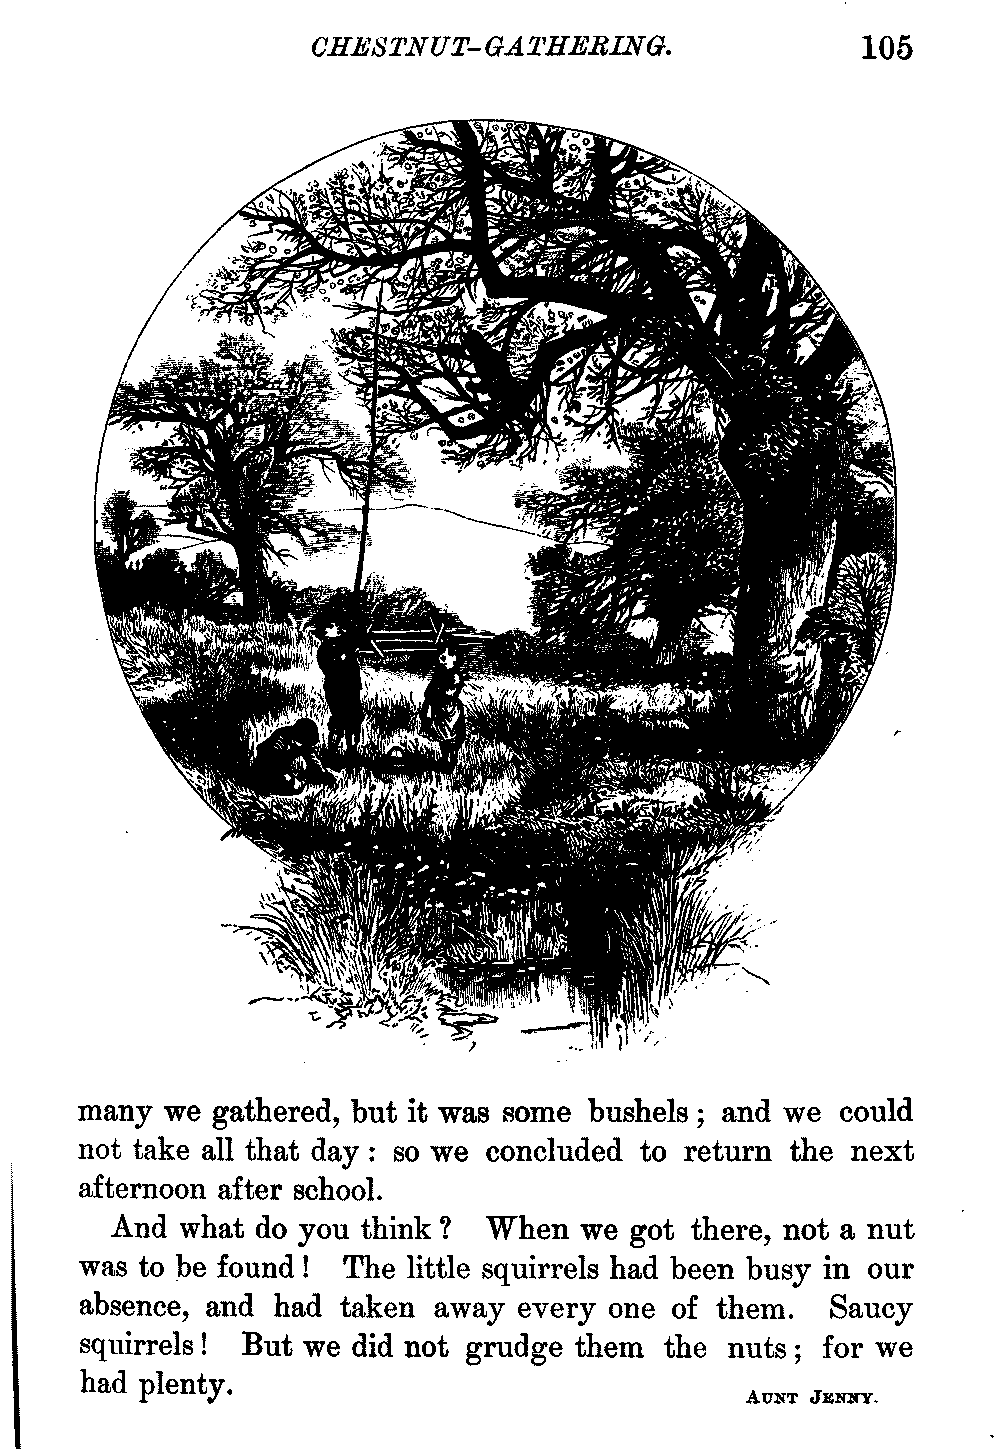 CHESTNUT-GATHERING. 105
many we gathered, but it was some bushels; and we could
not take all that day: so we concluded to return the next
afternoon after school.
And what do you think? When we got there, not a nut
was to be found! The little squirrels had been busy in our
absence, and had taken away every one of them. Saucy
squirrels! But we did not grudge them the nuts; for we
had plenty.
AUNT JENNY.